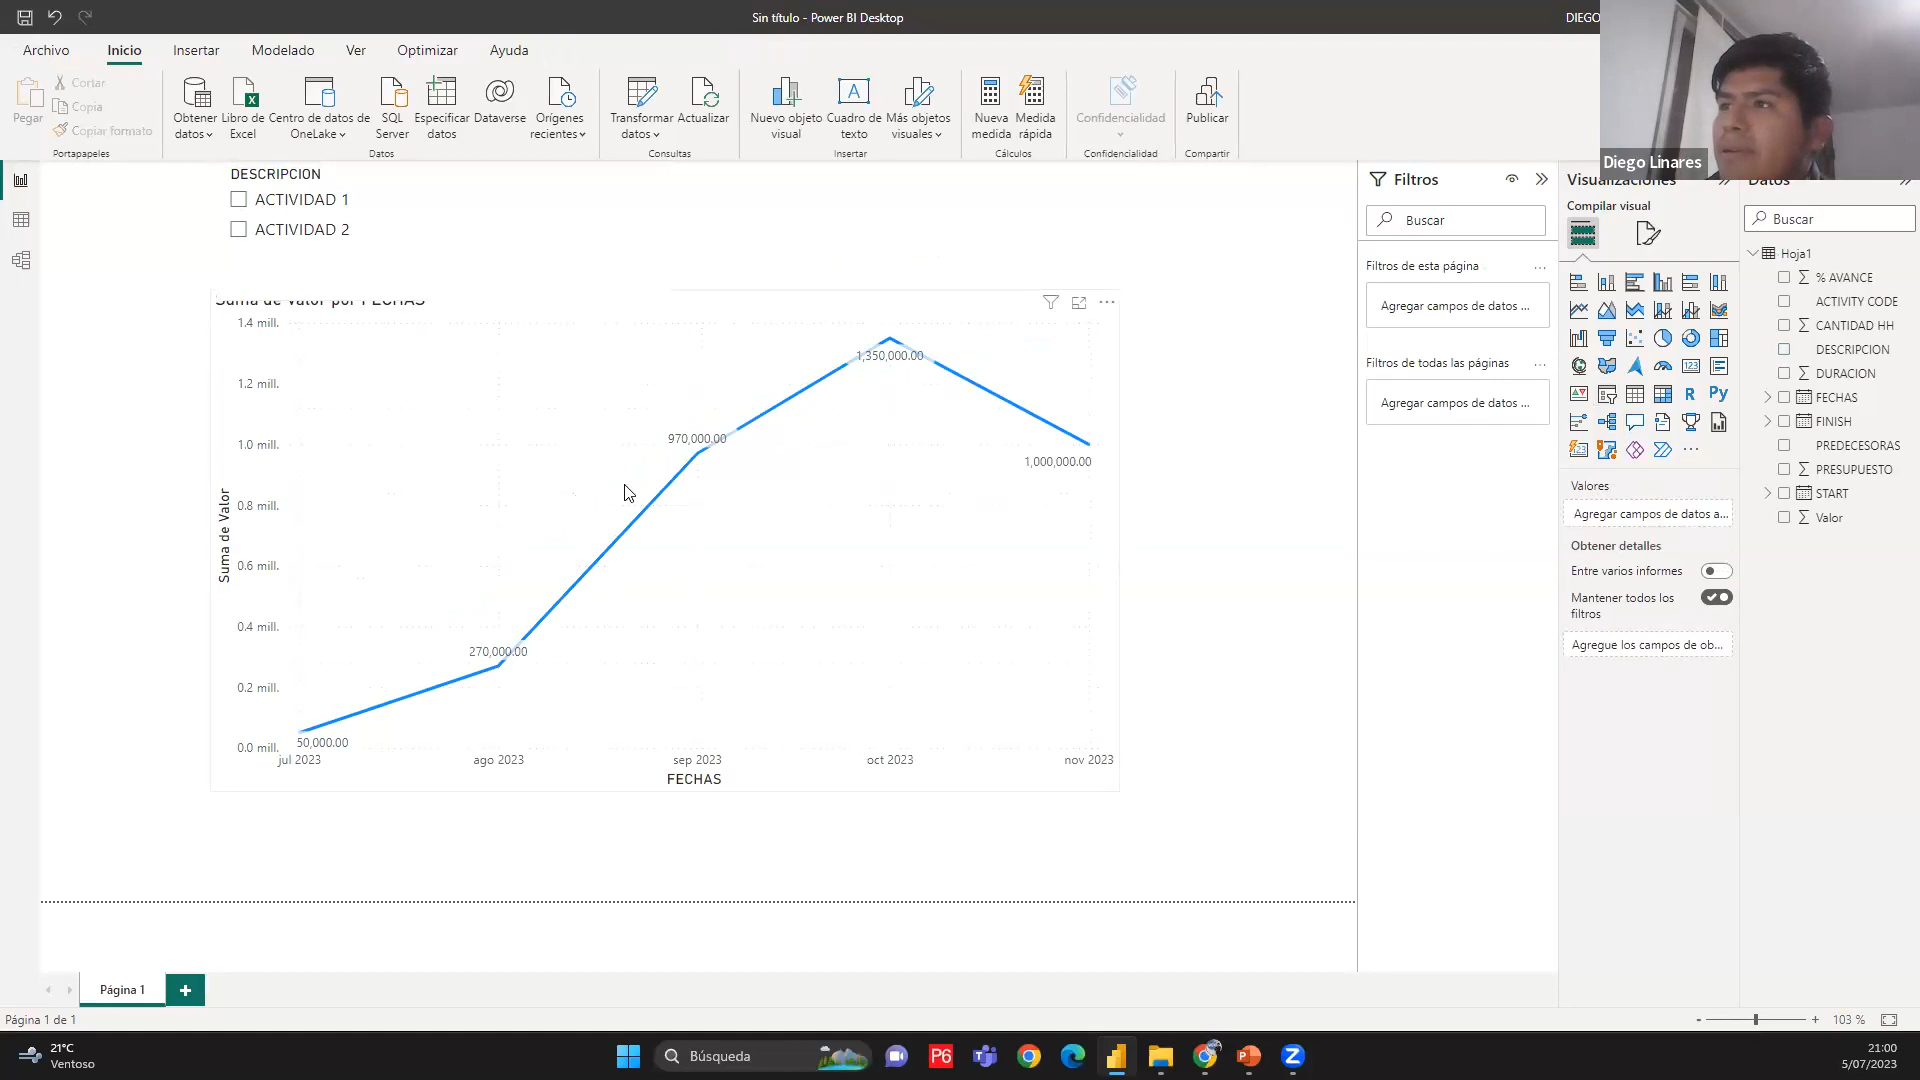 Sin título - Power BI Desktop
DIEGO
Archivo
Inicio
Insertar
Modelado
Ver
Optimizar
Ayuda
Pegar
Cortar
Copia
Copiar formato
Portapapeles
Obtener
datos
Libro de
Excel
Centro de datos de
OneLake
SQL
Server
Especificar
datos
Dataverse
Orígenes
recientes
Datos
Transformar
datos
Actualizar
Consultas
Nuevo objeto
visual
Cuadro de
texto
Más objetos
visuales
Insertar
Nueva
medida
Medida
rápida
Cálculos
Confidencialidad
Confidencialidad
Publicar
Compartir
Diego Linares
DESCRIPCION
ACTIVIDAD 1
ACTIVIDAD 2
Suma de Valor por FECHAS
1.4 mill.
1.2 mill.
1.0 mill.
0.8 mill.
0.6 mill.
0.4 mill.
0.2 mill.
0.0 mill.
Suma de Valor
50,000.00
270,000.00
970,000.00
1,350,000.00
1,000,000.00
jul 2023
ago 2023
sep 2023
oct 2023
nov 2023
FECHAS
Filtros
Buscar
Filtros de esta página
Agregar campos de datos ...
Filtros de todas las páginas
Agregar campos de datos ...
Visualizaciones
Compilar visual
R
Py
123
Valores
Agregar campos de datos a...
Obtener detalles
Entre varios informes
Mantener todos los
filtros
Agregue los campos de ob...
Datos
Buscar
Hoja1
% AVANCE
ACTIVITY CODE
CANTIDAD HH
DESCRIPCION
DURACION
FECHAS
FINISH
PREDECESORAS
PRESUPUESTO
START
Valor
Página 1
Página 1 de 1
- + 103 %
21°C
Ventoso
Búsqueda
P6
21:00
5/07/2023